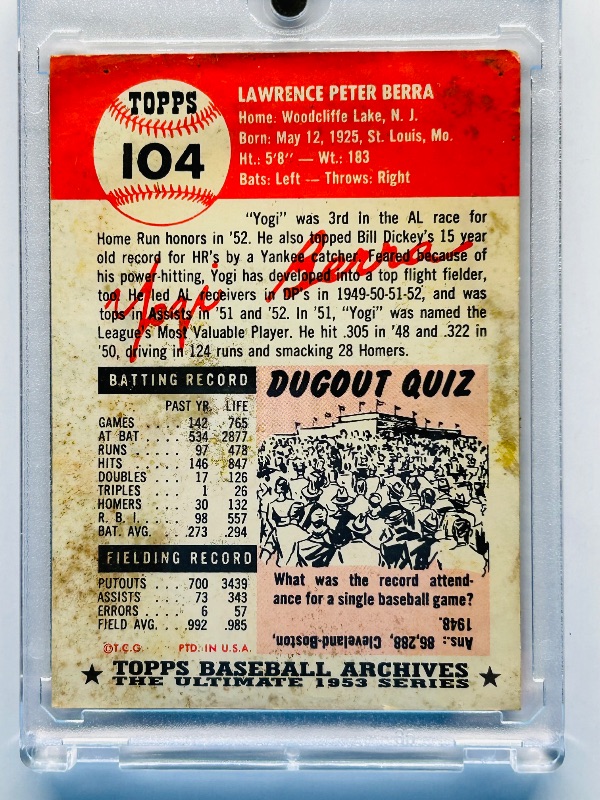 TOPPS
104
LAWRENCE PETER BERRA
Home: Woodcliffe Lake, N. J.
Born: May 12, 1925, St. Louis, Mo.
Ht.: 5'8" — Wt.: 183
Bats: Left — Throws: Right
"Yogi" was 3rd in the AL race for
Home Run honors in '52. He also topped Bill Dickey's 15 year
old record for HR's by a Yankee catcher. Feared because of
his power-hitting, Yogi has developed into a top flight fielder,
too. He led AL receivers in DP's in 1949-50-51-52, and was
tops in Assists in '51 and '52. In '51, "Yogi" was named the
League's Most Valuable Player. He hit .305 in '48 and .322 in
'50, driving in 124 runs and smacking 28 Homers.
Yogi Berra
BATTING RECORD
PAST YR. LIFE
GAMES 142 765
AT BAT .... 534 2877
RUNS .... 97 478
HITS .... 146 847
DOUBLES .... 17 126
TRIPLES .... 1 26
HOMERS .... 30 132
R. B. I. .... 98 557
BAT. AVG. .... .273 .294
FIELDING RECORD
PUTOUTS .... 700 3439
ASSISTS .... 73 343
ERRORS .... 6 57
FIELD AVG. .992 .985
©T.C.G. PTD. IN U.S.A.
DUGOUT QUIZ
What was the record attend-
ance for a single baseball game?
Ans.: 86,288, Cleveland-Boston,
1948.
★ TOPPS BASEBALL ARCHIVES ★
THE ULTIMATE 1953 SERIES